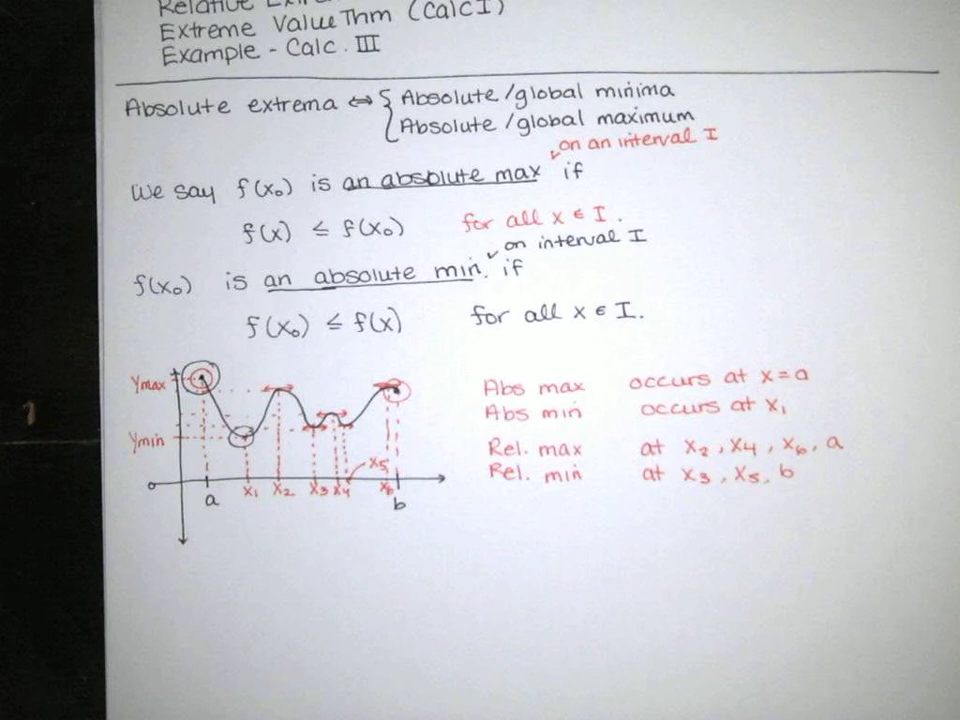 Relative Ext
Extreme Value Thm (Calc I)
Example - Calc. III
Absolute extrema ⇔ { Absolute/global minima
Absolute/global maximum
on an interval I
We say f(x₀) is an absolute max if
f(x) ≤ f(x₀) for all x ∈ I.
on interval I
f(x₀) is an absolute min. if
f(x₀) ≤ f(x) for all x ∈ I.
Ymax
Ymin
a x₁ x₂ x₃ x₄ x₅ x₆ b
Abs max occurs at x=a
Abs min occurs at x₁
Rel. max at x₂, x₄, x₆, a
Rel. min at x₃, x₅, b